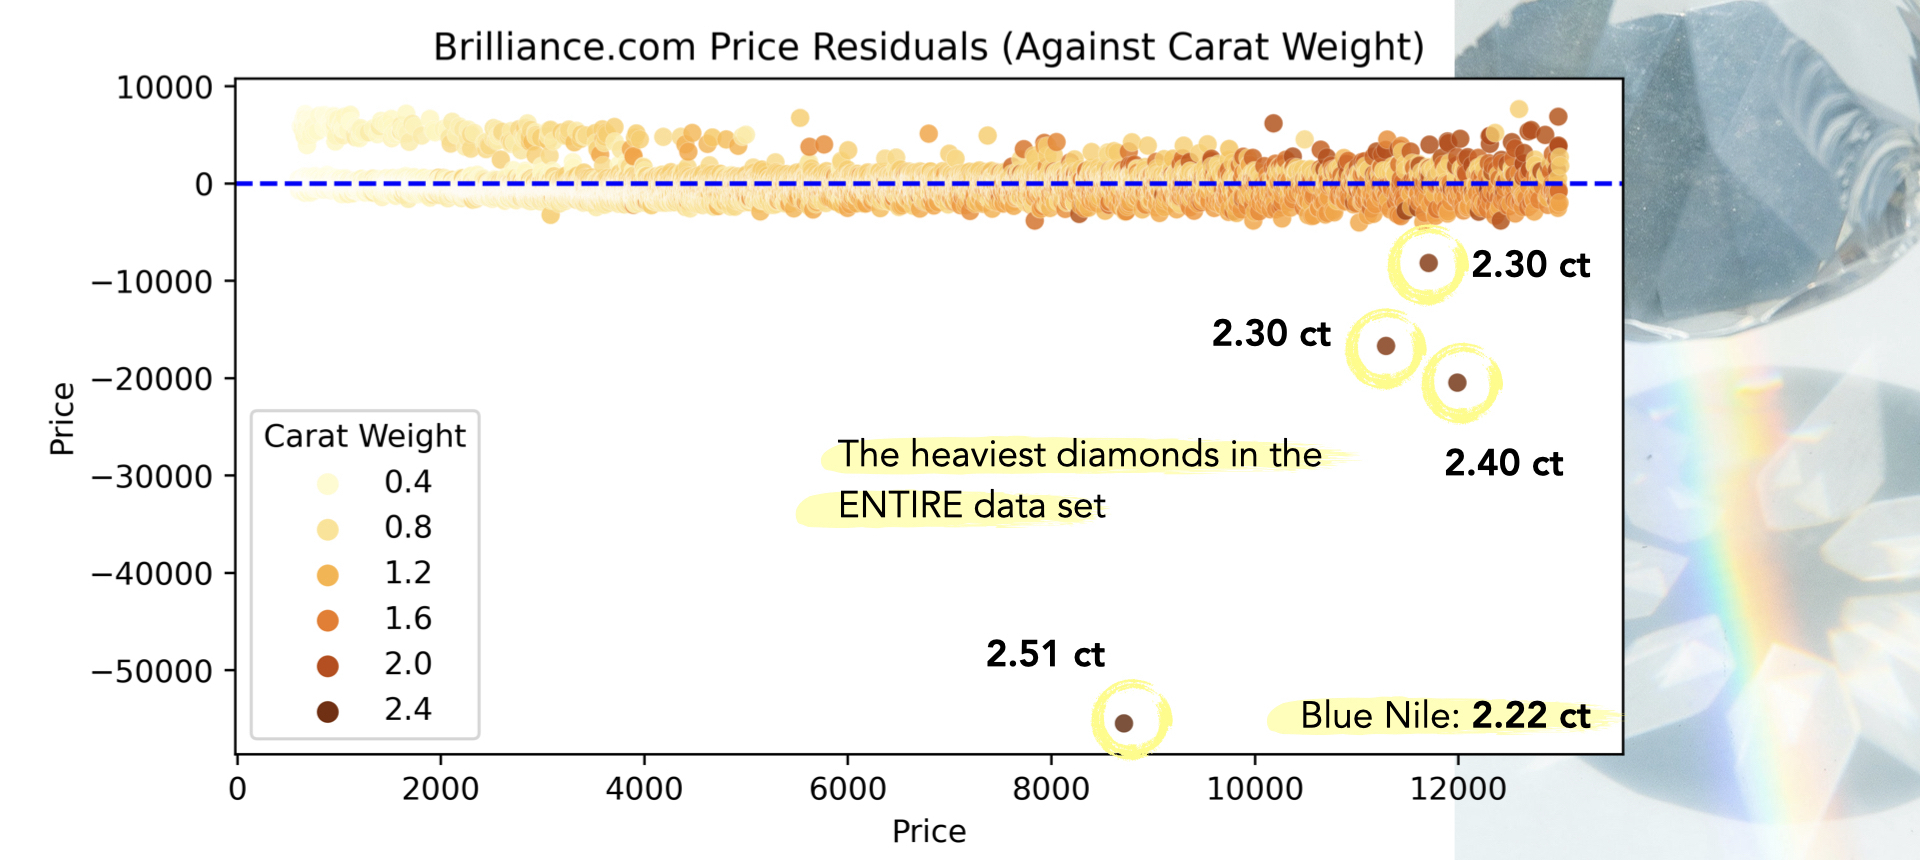 Brilliance.com Price Residuals (Against Carat Weight)
10000
0
−10000
−20000
−30000
−40000
−50000
Price
2.30 ct
2.30 ct
2.40 ct
The heaviest diamonds in the
ENTIRE data set
2.51 ct
Blue Nile: 2.22 ct
Carat Weight
0.4
0.8
1.2
1.6
2.0
2.4
0 2000 4000 6000 8000 10000 12000
Price